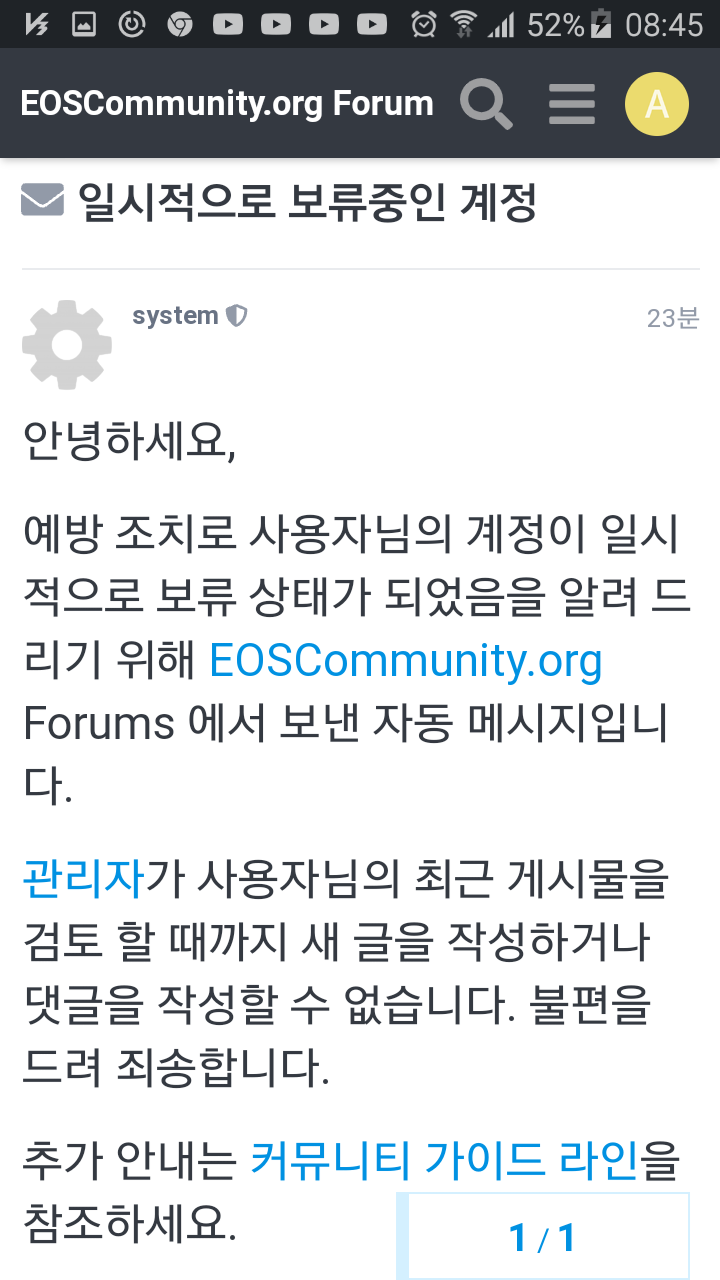 52% 08:45
EOSCommunity.org Forum A
일시적으로 보류중인 계정
system 23분
안녕하세요,
예방 조치로 사용자님의 계정이 일시
적으로 보류 상태가 되었음을 알려 드
리기 위해 EOSCommunity.org
Forums 에서 보낸 자동 메시지입니
다.
관리자가 사용자님의 최근 게시물을
검토 할 때까지 새 글을 작성하거나
댓글을 작성할 수 없습니다. 불편을
드려 죄송합니다.
추가 안내는 커뮤니티 가이드 라인을
참조하세요.
1 / 1